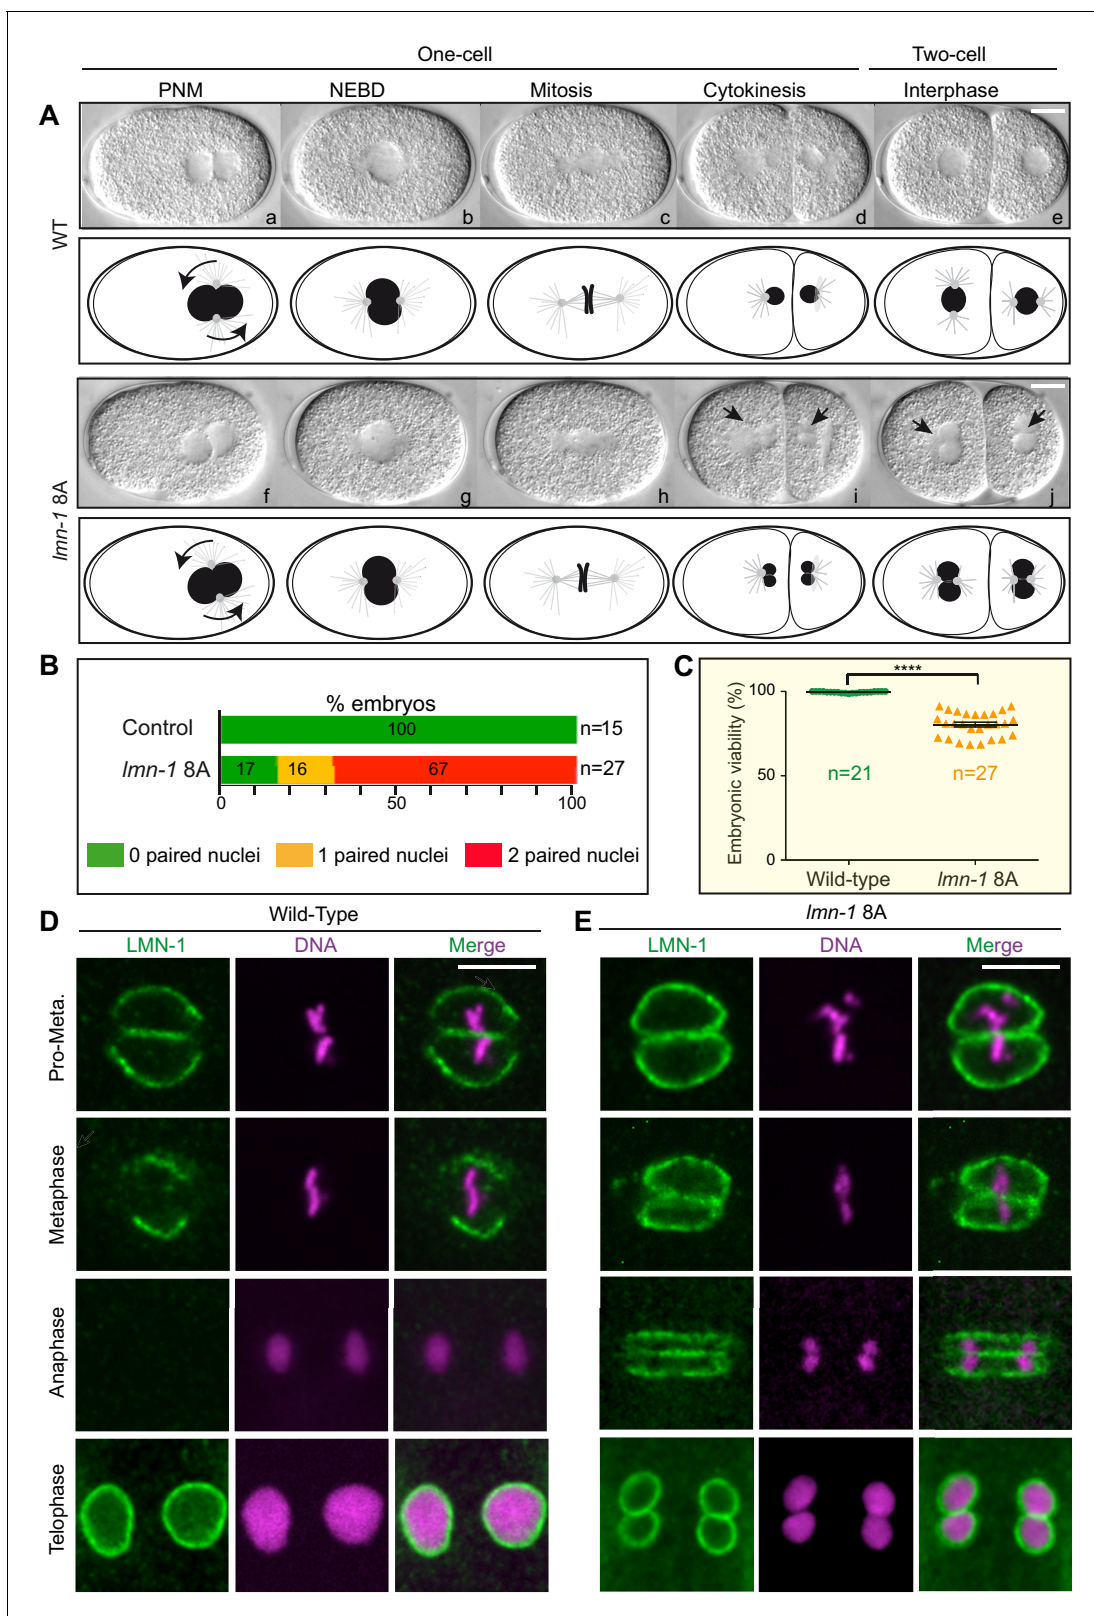 One-cell
Two-cell
PNM
NEBD
Mitosis
Cytokinesis
Interphase
A
WT
a
b
c
d
e
lmn-1 8A
f
g
h
i
j
B
% embryos
Control
100
n=15
lmn-1 8A
17
16
67
n=27
0
50
100
0 paired nuclei
1 paired nuclei
2 paired nuclei
C
Embryonic viability (%)
100
50
0
****
n=21
n=27
Wild-type
lmn-1 8A
D
Wild-Type
LMN-1
DNA
Merge
Pro-Meta.
Metaphase
Anaphase
Telophase
E
lmn-1 8A
LMN-1
DNA
Merge